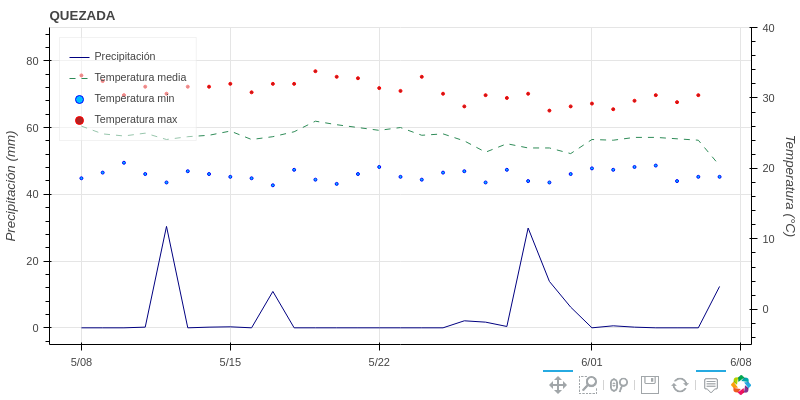 QUEZADA
Precipitación
Temperatura media
Temperatura min
Temperatura max
Precipitación (mm)
80
60
40
20
0
Temperatura (°C)
40
30
20
10
0
5/08
5/15
5/22
6/01
6/08